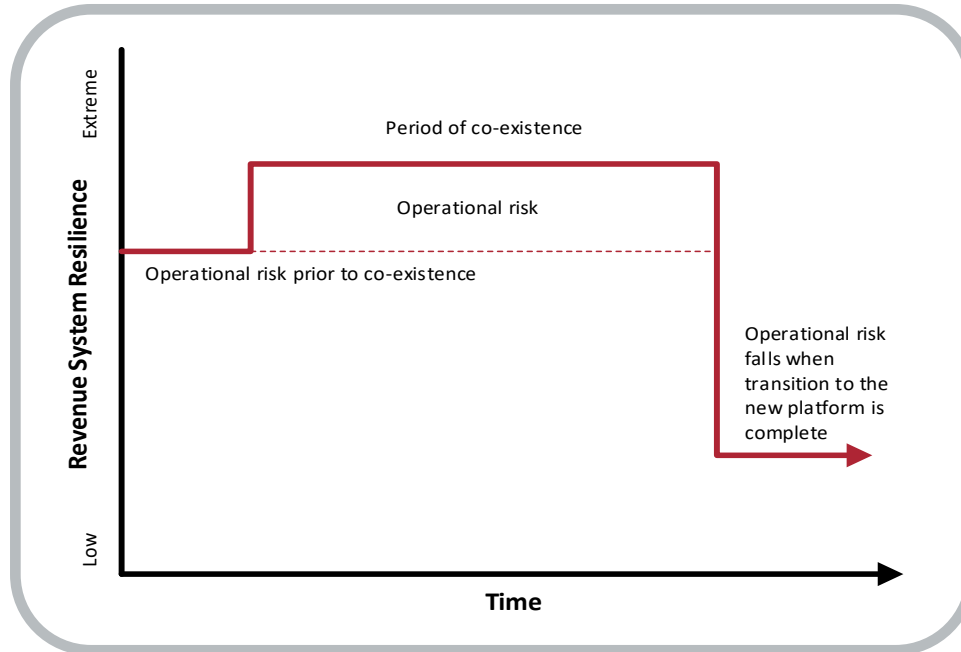 Extreme
Period of co-existence
Operational risk
Operational risk prior to co-existence
Revenue System Resilience
Operational risk
falls when
transition to the
new platform is
complete
Low
Time